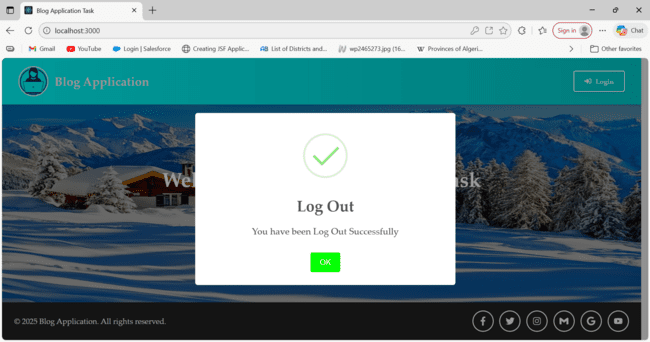 Blog Application Task
localhost:3000
Sign in
Chat
Gmail
YouTube
Login | Salesforce
Creating JSF Applic...
List of Districts and...
wp2465273.jpg (16...
Provinces of Algeri...
Other favorites
Blog Application
Login
Wel
sk
Log Out
You have been Log Out Successfully
OK
© 2025 Blog Application. All rights reserved.